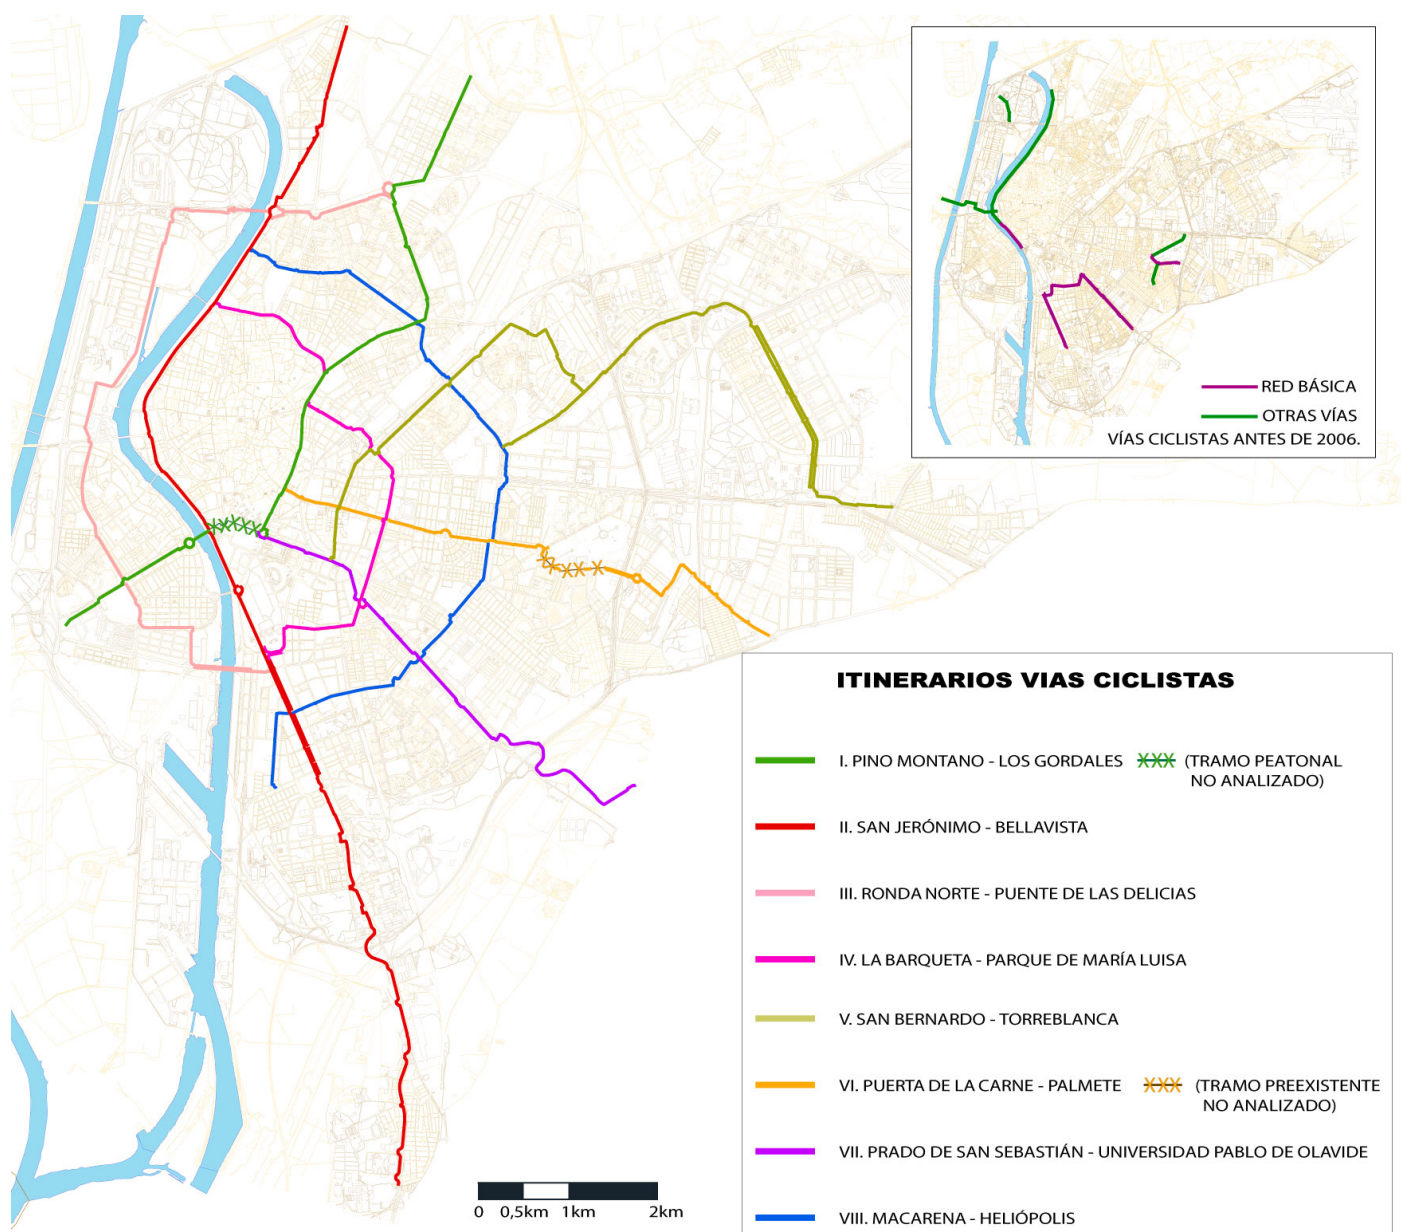 RED BÁSICA
OTRAS VÍAS
VÍAS CICLISTAS ANTES DE 2006.
ITINERARIOS VIAS CICLISTAS
I. PINO MONTANO - LOS GORDALES (TRAMO PEATONAL
NO ANALIZADO)
II. SAN JERÓNIMO - BELLAVISTA
III. RONDA NORTE - PUENTE DE LAS DELICIAS
IV. LA BARQUETA - PARQUE DE MARÍA LUISA
V. SAN BERNARDO - TORREBLANCA
VI. PUERTA DE LA CARNE - PALMETE (TRAMO PREEXISTENTE
NO ANALIZADO)
VII. PRADO DE SAN SEBASTIÁN - UNIVERSIDAD PABLO DE OLAVIDE
VIII. MACARENA - HELIÓPOLIS
0 0,5km 1km 2km